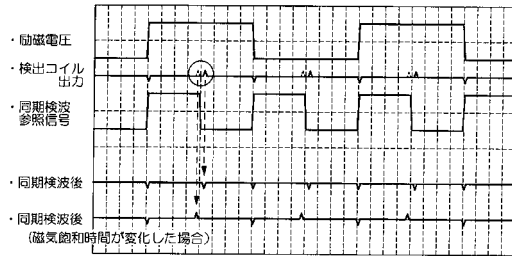 ・励磁電圧
・検出コイル
出力
・同期検波
参照信号
・同期検波後
・同期検波後
(磁気飽和時間が変化した場合)